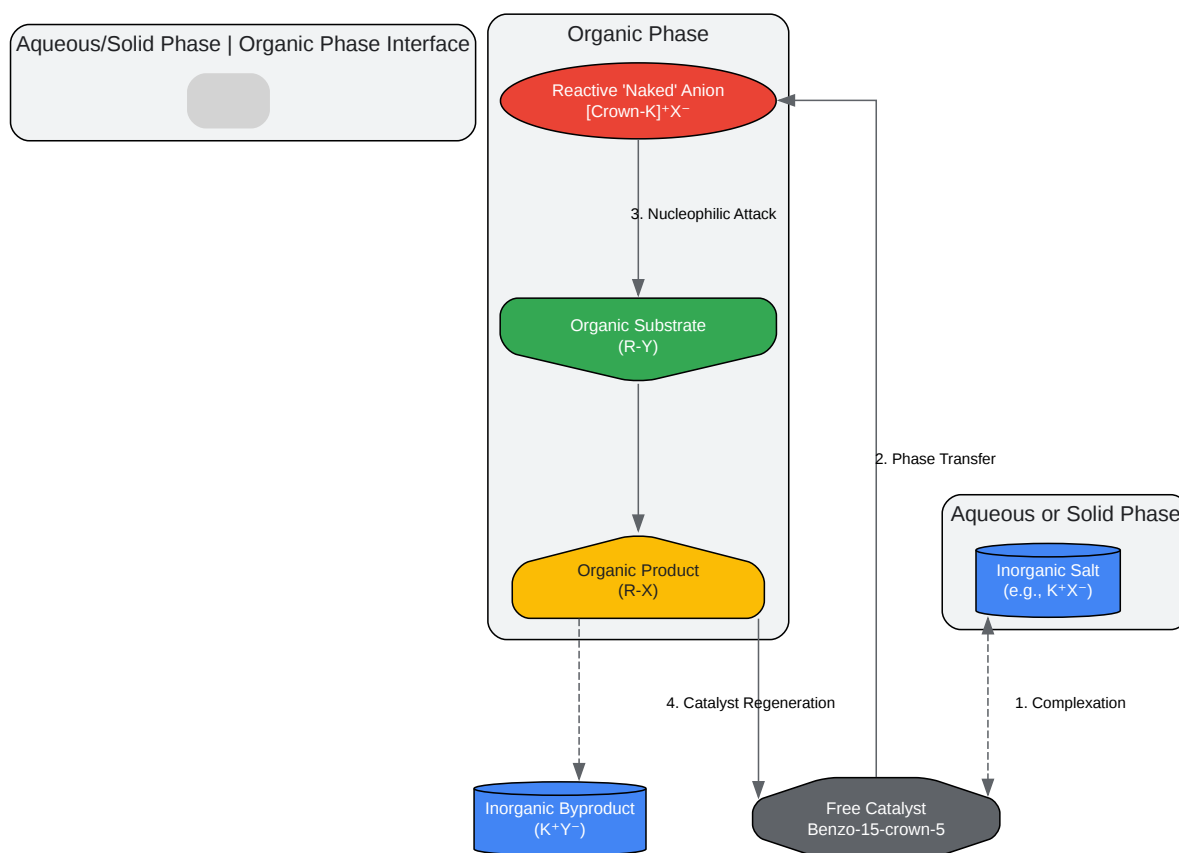 Aqueous/Solid Phase | Organic Phase Interface
Organic Phase
Reactive 'Naked' Anion
[Crown-K]⁺X⁻
3. Nucleophilic Attack
Organic Substrate
(R-Y)
2. Phase Transfer
Aqueous or Solid Phase
Inorganic Salt
(e.g., K⁺X⁻)
Organic Product
(R-X)
4. Catalyst Regeneration
1. Complexation
Inorganic Byproduct
(K⁺Y⁻)
Free Catalyst
Benzo-15-crown-5